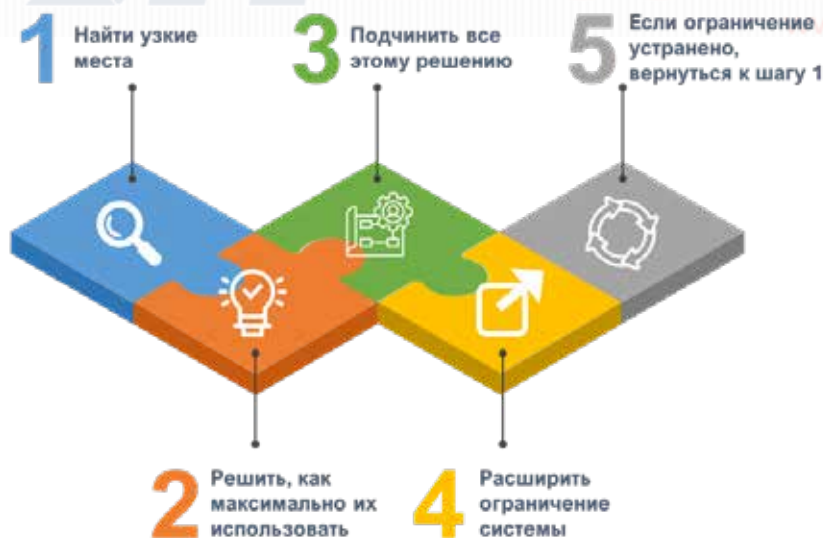 1 Найти узкие
места
2 Решить, как
максимально их
использовать
3 Подчинить все
этому решению
4 Расширить
ограничение
системы
5 Если ограничение
устранено,
вернуться к шагу 1